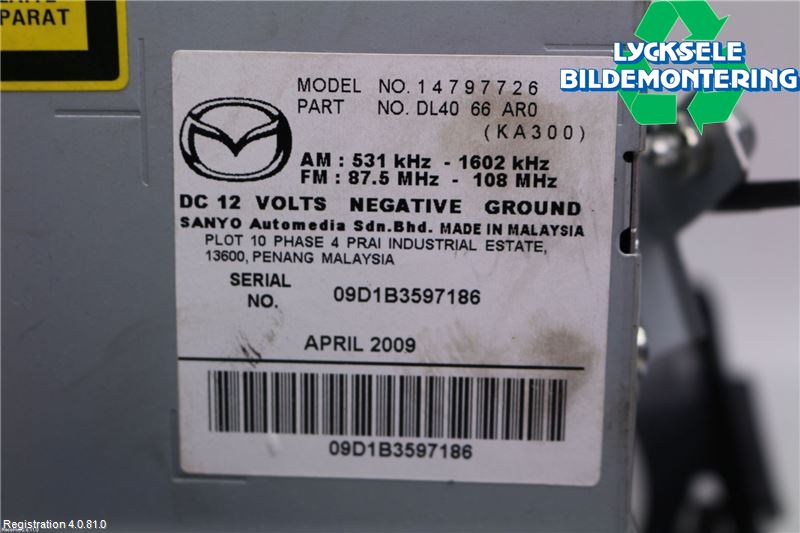 PARAT
LYCKSELE
BILDEMONTERING
MODEL NO. 14797726
PART NO. DL40 66 AR0
(KA300)
AM : 531 kHz - 1602 kHz
FM : 87.5 MHz - 108 MHz
DC 12 VOLTS NEGATIVE GROUND
SANYO Automedia Sdn.Bhd. MADE IN MALAYSIA
PLOT 10 PHASE 4 PRAI INDUSTRIAL ESTATE,
13600, PENANG MALAYSIA
SERIAL
NO. 09D1B3597186
APRIL 2009
09D1B3597186
Registration 4.0.81.0